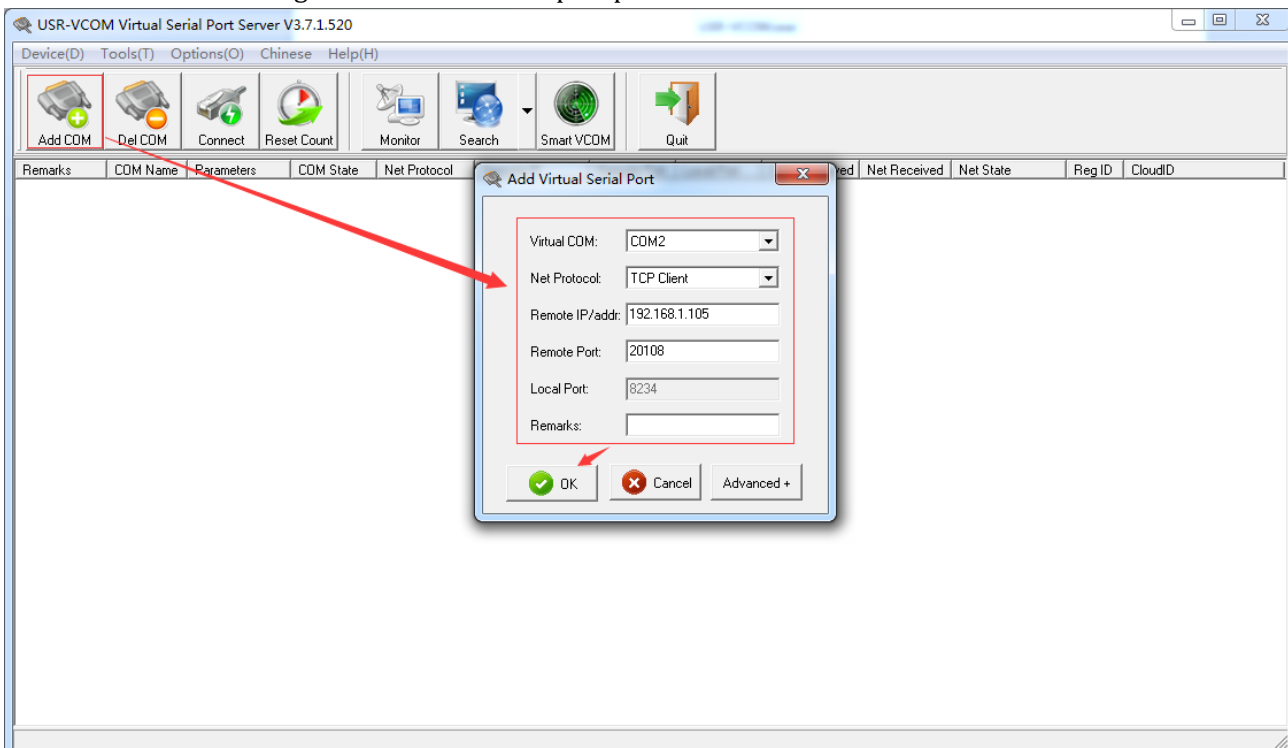 USR-VCOM Virtual Serial Port Server V3.7.1.520
Device(D) Tools(T) Options(O) Chinese Help(H)
Add COM Del COM Connect Reset Count Monitor Search Smart VCOM Quit
Remarks COM Name Parameters COM State Net Protocol Net Received Net State Reg ID CloudID
Add Virtual Serial Port
Virtual COM: COM2
Net Protocol: TCP Client
Remote IP/addr: 192.168.1.105
Remote Port: 20108
Local Port: 8234
Remarks:
OK Cancel Advanced +